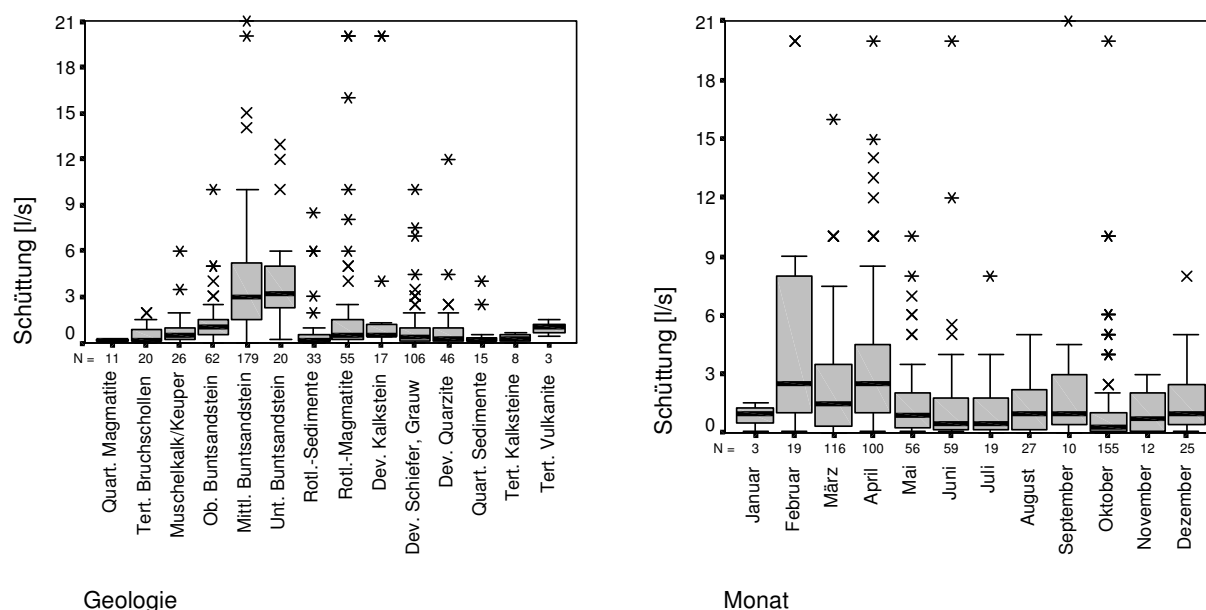 Schüttung [l/s]
21
18
15
12
9
6
3
0
N = 11 20 26 62 179 20 33 55 17 106 46 15 8 3
Quart. Magmatite
Tert. Bruchschollen
Muschelkalk/Keuper
Ob. Buntsandstein
Mittl. Buntsandstein
Unt. Buntsandstein
Rotl.-Sedimente
Rotl.-Magmatite
Dev. Kalkstein
Dev. Schiefer, Grauw
Dev. Quarzite
Quart. Sedimente
Tert. Kalksteine
Tert. Vulkanite
Geologie
Schüttung [l/s]
21
18
15
12
9
6
3
0
N = 3 19 116 100 56 59 19 27 10 155 12 25
Januar
Februar
März
April
Mai
Juni
Juli
August
September
Oktober
November
Dezember
Monat